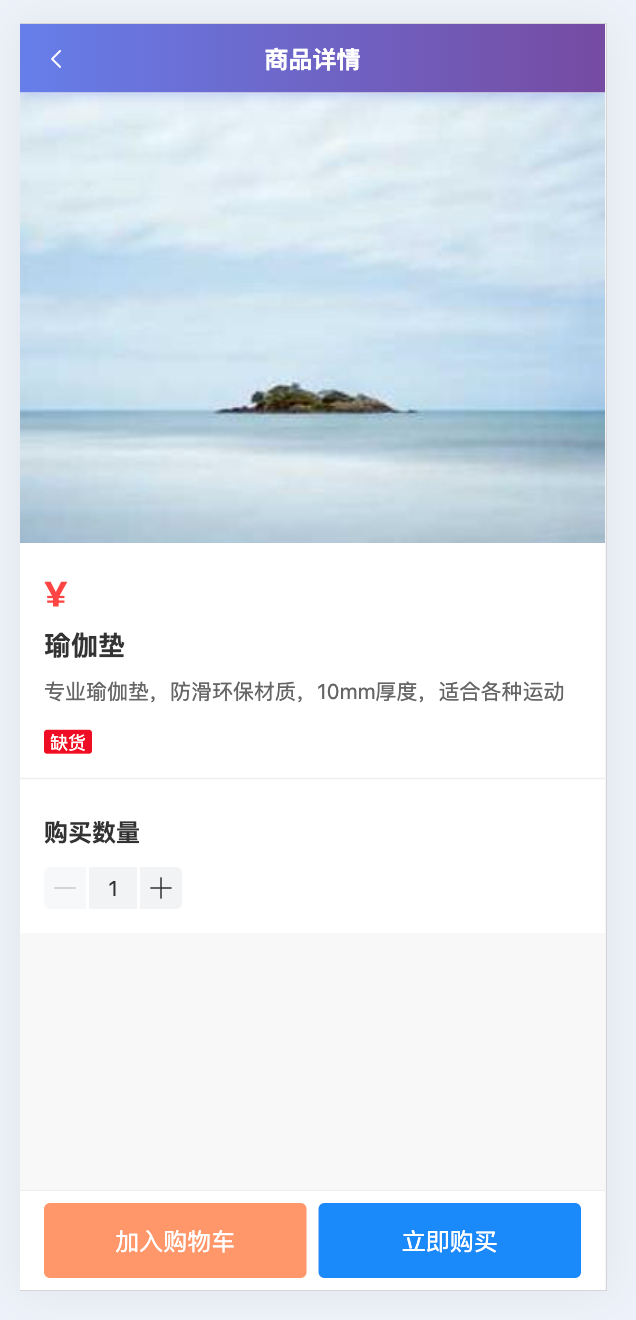 商品详情
¥
瑜伽垫
专业瑜伽垫，防滑环保材质，10mm厚度，适合各种运动
缺货
购买数量
1
加入购物车
立即购买